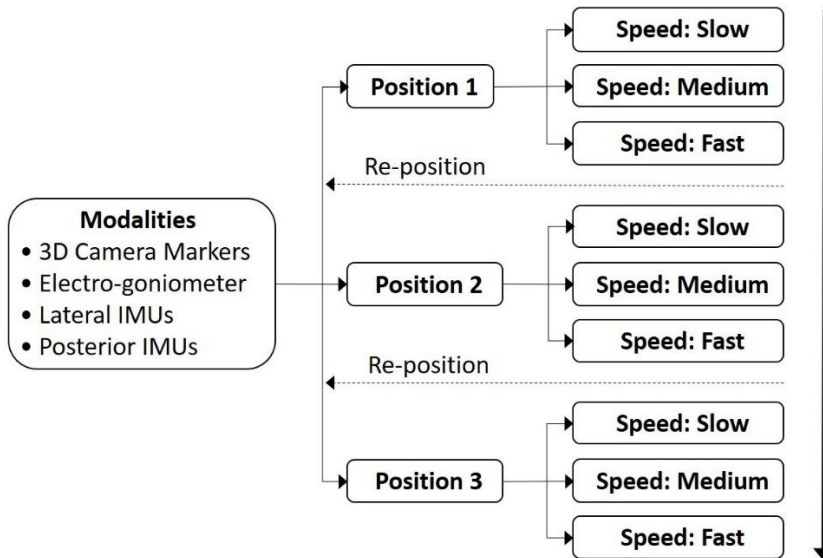 Modalities
• 3D Camera Markers
• Electro-goniometer
• Lateral IMUs
• Posterior IMUs
Position 1
Speed: Slow
Speed: Medium
Speed: Fast
Re-position
Position 2
Speed: Slow
Speed: Medium
Speed: Fast
Re-position
Position 3
Speed: Slow
Speed: Medium
Speed: Fast